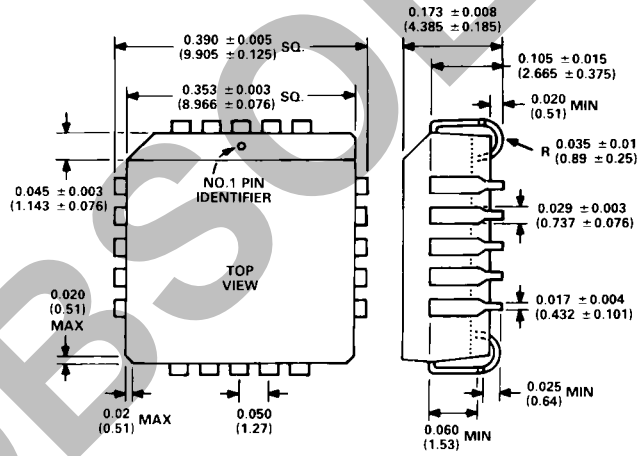 0.173 ±0.008
(4.385 ±0.185)
0.390 ±0.005
(9.905 ±0.125) SQ.
0.105 ±0.015
(2.665 ±0.375)
0.353 ±0.003
(8.966 ±0.076) SQ.
0.020
(0.51) MIN
R 0.035 ±0.01
(0.89 ±0.25)
NO.1 PIN
IDENTIFIER
0.045 ±0.003
(1.143 ±0.076)
0.029 ±0.003
(0.737 ±0.076)
TOP
VIEW
0.020
(0.51)
MAX
0.017 ±0.004
(0.432 ±0.101)
0.02
(0.51) MAX
0.050
(1.27)
0.025
(0.64) MIN
0.060
(1.53) MIN
OBSOL